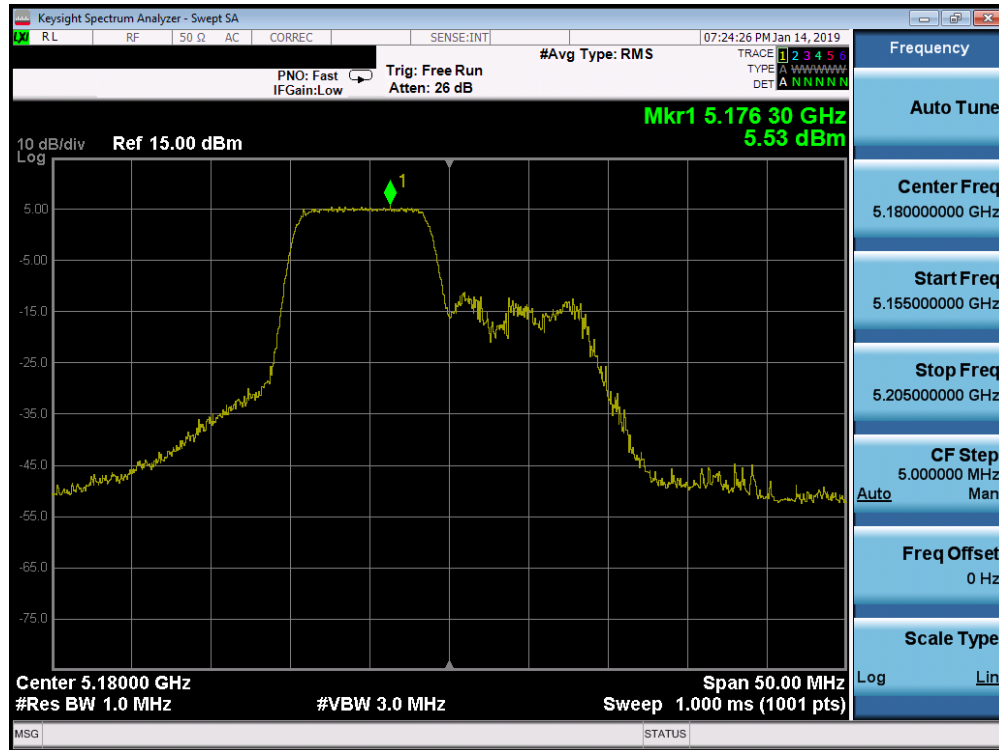 Keysight Spectrum Analyzer - Swept SA
LXI RL RF 50 Ω AC CORREC SENSE:INT 07:24:26 PM Jan 14, 2019
#Avg Type: RMS TRACE 1 2 3 4 5 6
PNO: Fast Trig: Free Run TYPE A WWWWW
IFGain:Low Atten: 26 dB DET A N N N N N
Mkr1 5.176 30 GHz
5.53 dBm
10 dB/div Ref 15.00 dBm
Log
1
5.00
-5.00
-15.0
-25.0
-35.0
-45.0
-55.0
-65.0
-75.0
Center 5.18000 GHz Span 50.00 MHz
#Res BW 1.0 MHz #VBW 3.0 MHz Sweep 1.000 ms (1001 pts)
MSG STATUS
Frequency
Auto Tune
Center Freq
5.180000000 GHz
Start Freq
5.155000000 GHz
Stop Freq
5.205000000 GHz
CF Step
5.000000 MHz
Auto Man
Freq Offset
0 Hz
Scale Type
Log Lin